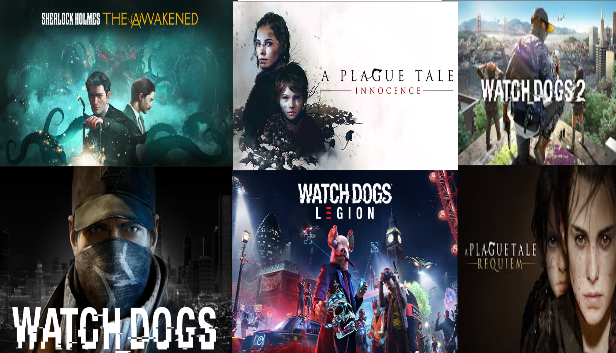 SHERLOCK HOLMES THE AWAKENED
A PLAGUE TALE
INNOCENCE
WATCH DOGS 2
WATCH DOGS
WATCH DOGS
LEGION
A PLAGUE TALE
REQUIEM